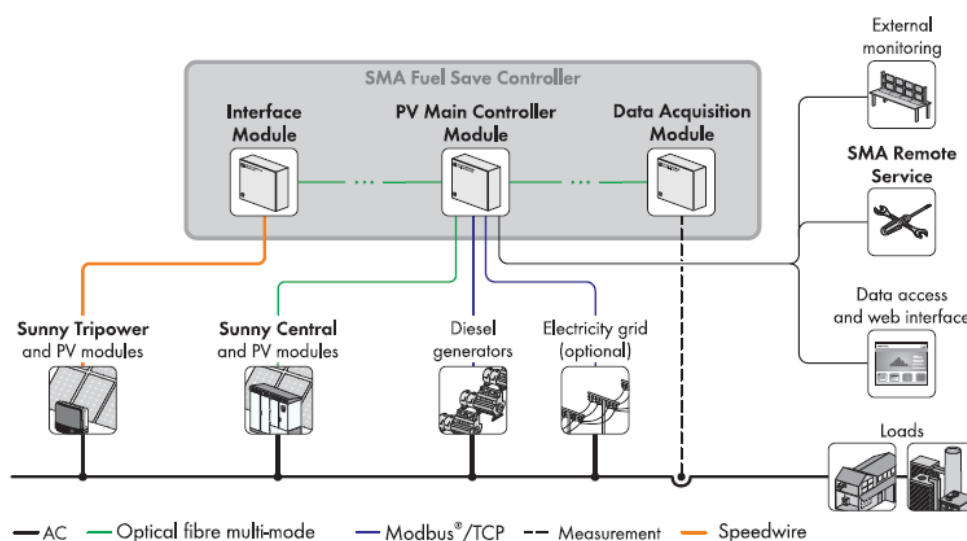 External
monitoring
SMA Fuel Save Controller
Interface
Module
PV Main Controller
Module
Data Acquisition
Module
SMA Remote
Service
Data access
and web interface
Sunny Tripower
and PV modules
Sunny Central
and PV modules
Diesel
generators
Electricity grid
(optional)
Loads
AC
Optical fibre multi-mode
Modbus®/TCP
Measurement
Speedwire